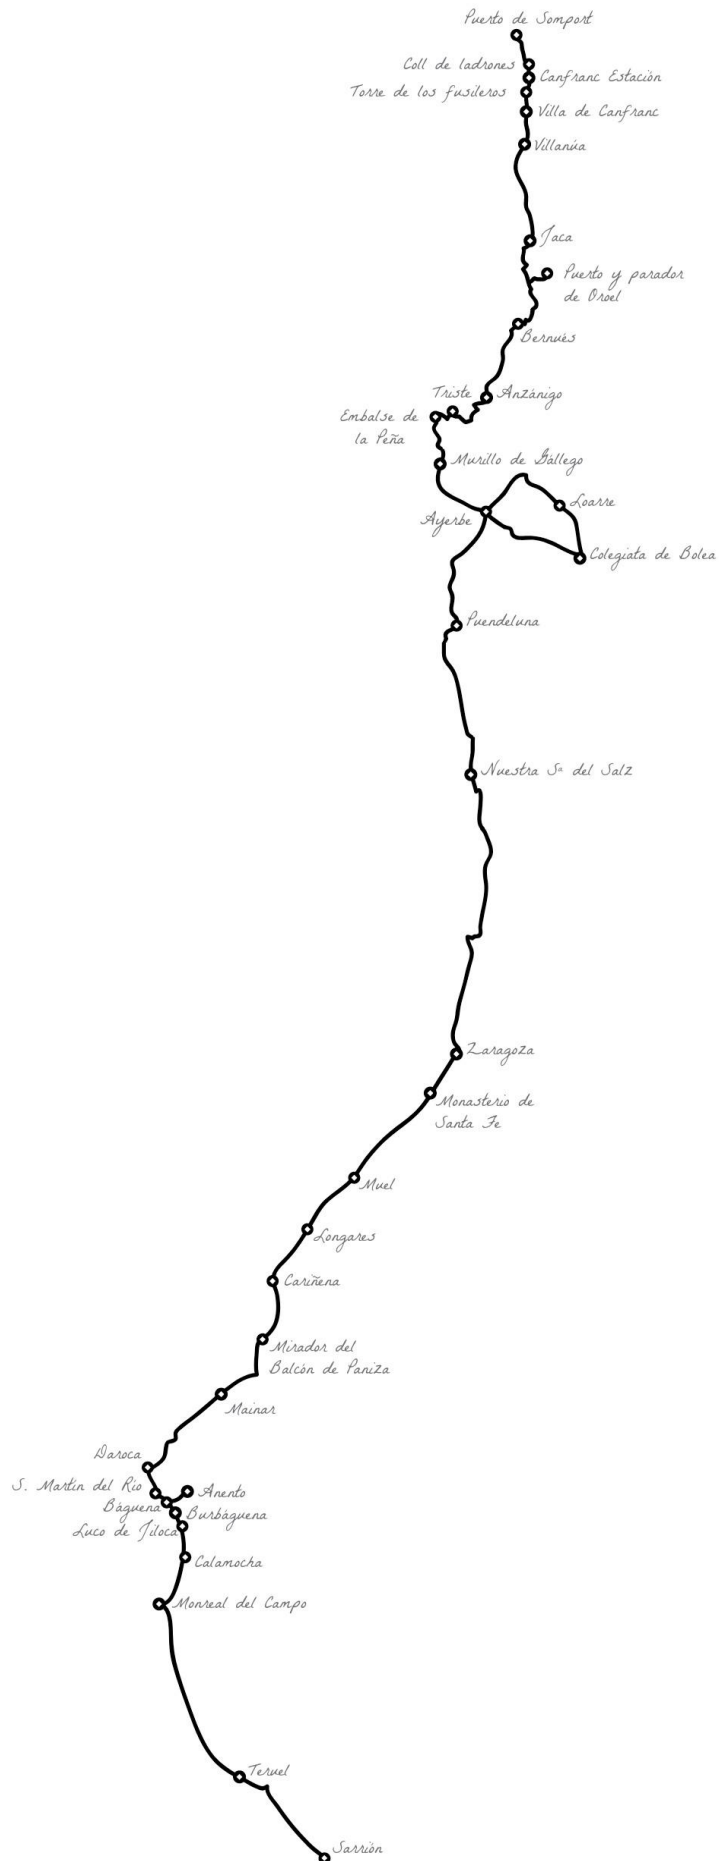 Puerto de Somport
Coll de ladrones
Canfranc Estación
Torre de los fusileros
Villa de Canfranc
Villanúa
Jaca
Puerto y parador
de Oroel
Bernués
Triste
Anzánigo
Embalse de
la Peña
Murillo de Gállego
Loarre
Ayerbe
Colegiata de Bolea
Puendeluna
Nuestra Sª del Salz
Zaragoza
Monasterio de
Santa Fe
Muel
Longares
Cariñena
Mirador del
Balcón de Paniza
Mainar
Daroca
S. Martín del Río
Anento
Báguena
Burbáguena
Luco de Jiloca
Calamocha
Monreal del Campo
Teruel
Sarrión